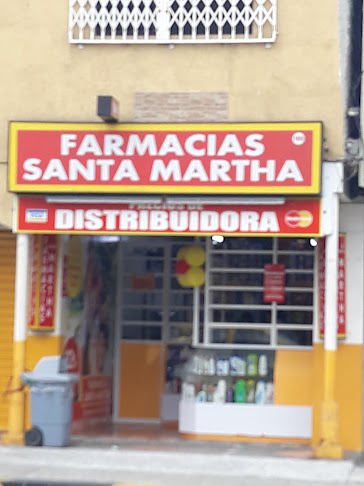 FARMACIAS
SANTA MARTHA
PRECIOS DE
DISTRIBUIDORA